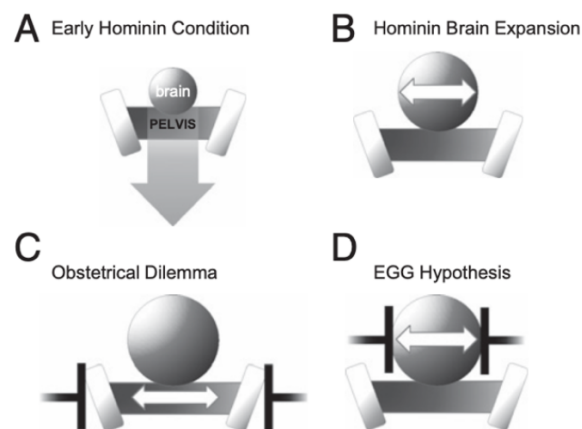 A Early Hominin Condition
brain
PELVIS
B Hominin Brain Expansion
C
Obstetrical Dilemma
D
EGG Hypothesis